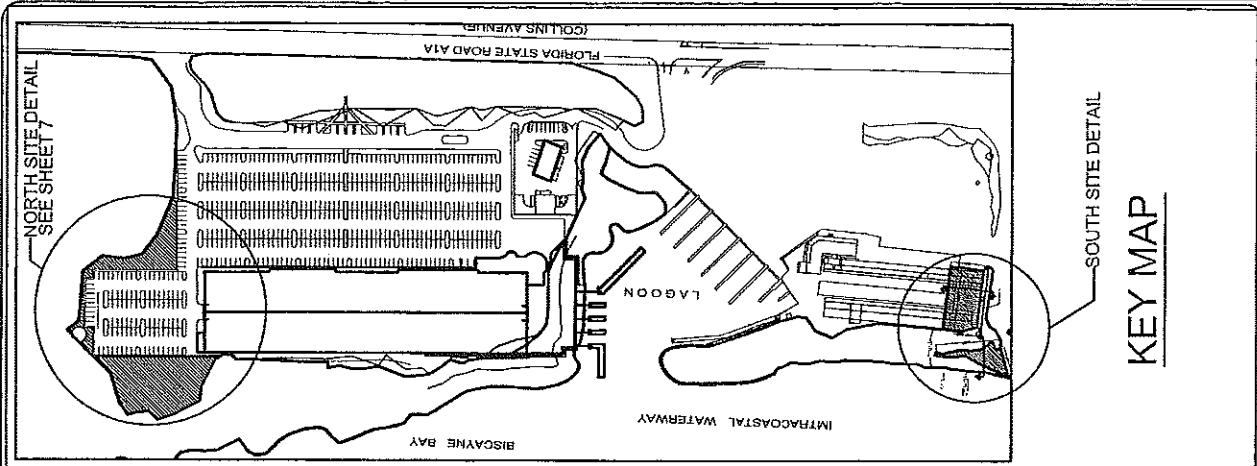 (COLLINS AVENUE)
FLORIDA STATE ROAD A1A
NORTH SITE DETAIL
SEE SHEET 7
LAGOON
SOUTH SITE DETAIL
KEY MAP
IMTRACOASTAL WATERWAY
BISCAYNE BAY